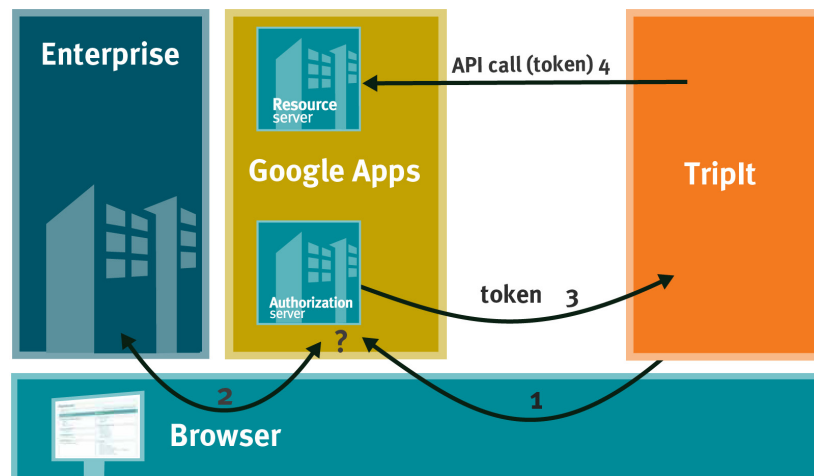 Enterprise
Resource
server
Google Apps
Authorization
server
?
API call (token) 4
TripIt
token 3
2
1
Browser